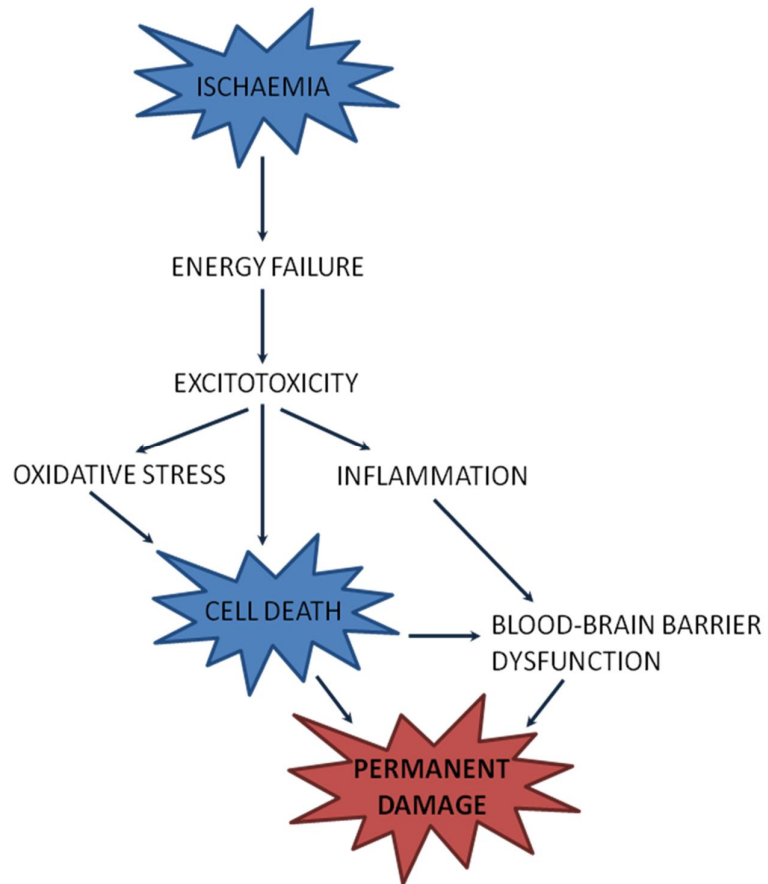 ISCHAEMIA
ENERGY FAILURE
EXCITOTOXICITY
OXIDATIVE STRESS
INFLAMMATION
CELL DEATH
BLOOD-BRAIN BARRIER
DYSFUNCTION
PERMANENT
DAMAGE